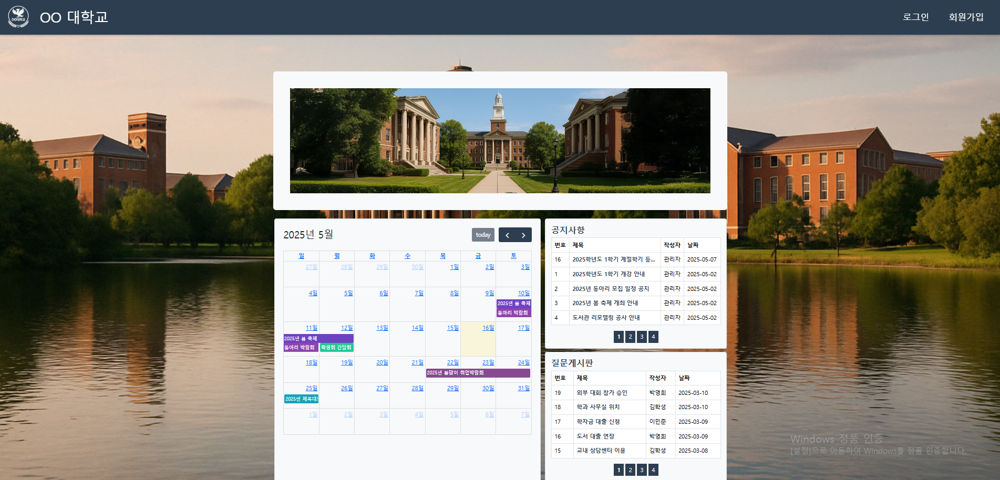 OO대학교
OO 대학교
로그인 회원가입
2025년 5월
today
일 월 화 수 목 금 토
27일 28일 29일 30일 1일 2일 3일
4일 5일 6일 7일 8일 9일 10일
2025년 봄 축제
동아리 박람회
11일 12일 13일 14일 15일 16일 17일
2025년 봄 축제
동아리 박람회 학생회 간담회
18일 19일 20일 21일 22일 23일 24일
2025년 봄맞이 취업박람회
25일 26일 27일 28일 29일 30일 31일
2025년 체육대
1일 2일 3일 4일 5일 6일 7일
공지사항
번호 제목 작성자 날짜
16 2025학년도 1학기 계절학기 등... 관리자 2025-05-07
1 2025학년도 1학기 개강 안내 관리자 2025-05-02
2 2025년 동아리 모집 일정 공지 관리자 2025-05-02
3 2025년 봄 축제 개최 안내 관리자 2025-05-02
4 도서관 리모델링 공사 안내 관리자 2025-05-02
1 2 3 4
질문게시판
번호 제목 작성자 날짜
19 외부 대회 참가 승인 박영희 2025-03-10
18 학과 사무실 위치 김학생 2025-03-10
17 학자금 대출 신청 이민준 2025-03-09
16 도서 대출 연장 박영희 2025-03-09
15 교내 상담센터 이용 김학생 2025-03-08
1 2 3 4
Windows 정품 인증
[설정]으로 이동하여 Windows를 정품 인증합니다.